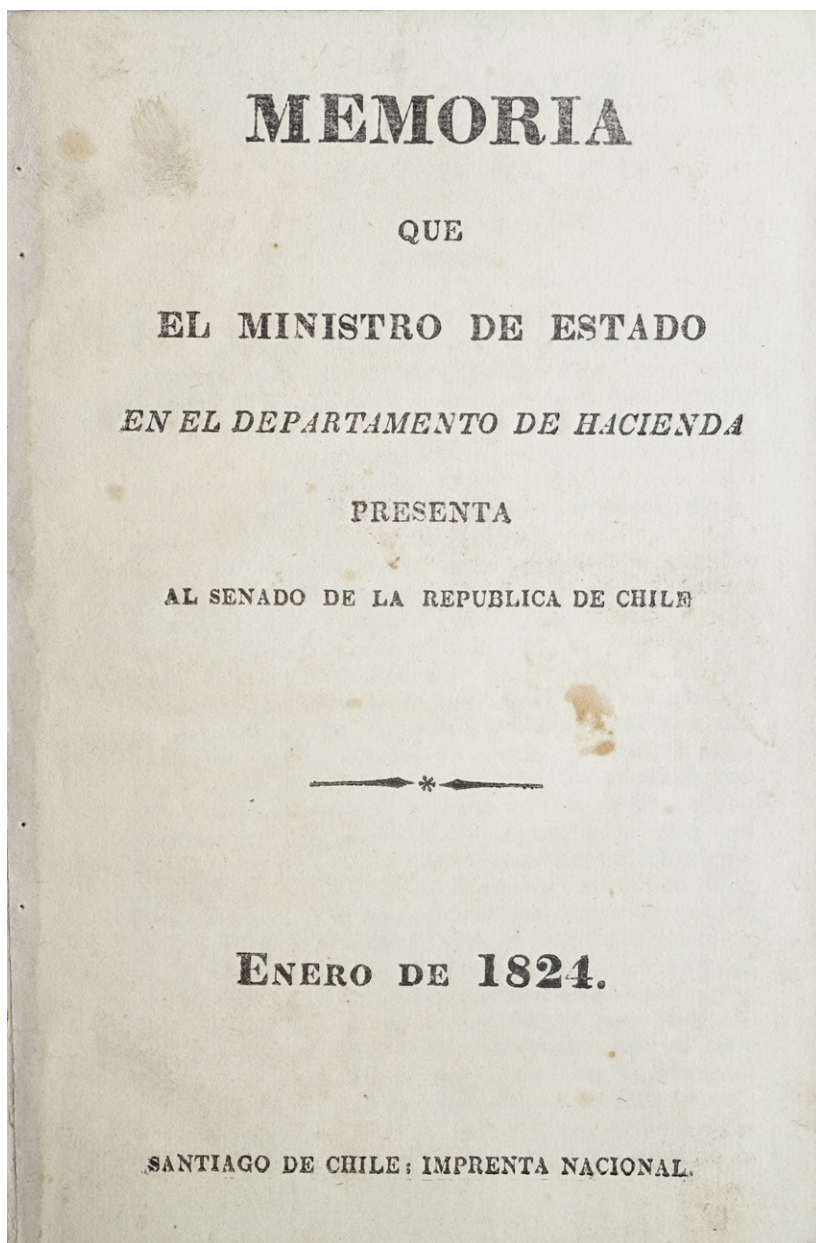 MEMORIA
QUE
EL MINISTRO DE ESTADO
EN EL DEPARTAMENTO DE HACIENDA
PRESENTA
AL SENADO DE LA REPUBLICA DE CHILE
ENERO DE 1824.
SANTIAGO DE CHILE: IMPRENTA NACIONAL.